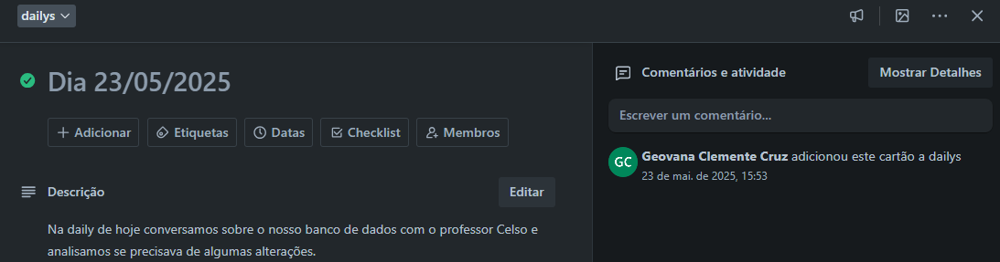 dailys
Dia 23/05/2025
Adicionar
Etiquetas
Datas
Checklist
Membros
Descrição
Editar
Na daily de hoje conversamos sobre o nosso banco de dados com o professor Celso e
analisamos se precisava de algumas alterações.
Comentários e atividade
Mostrar Detalhes
Escrever um comentário...
GC
Geovana Clemente Cruz adicionou este cartão a dailys
23 de mai. de 2025, 15:53